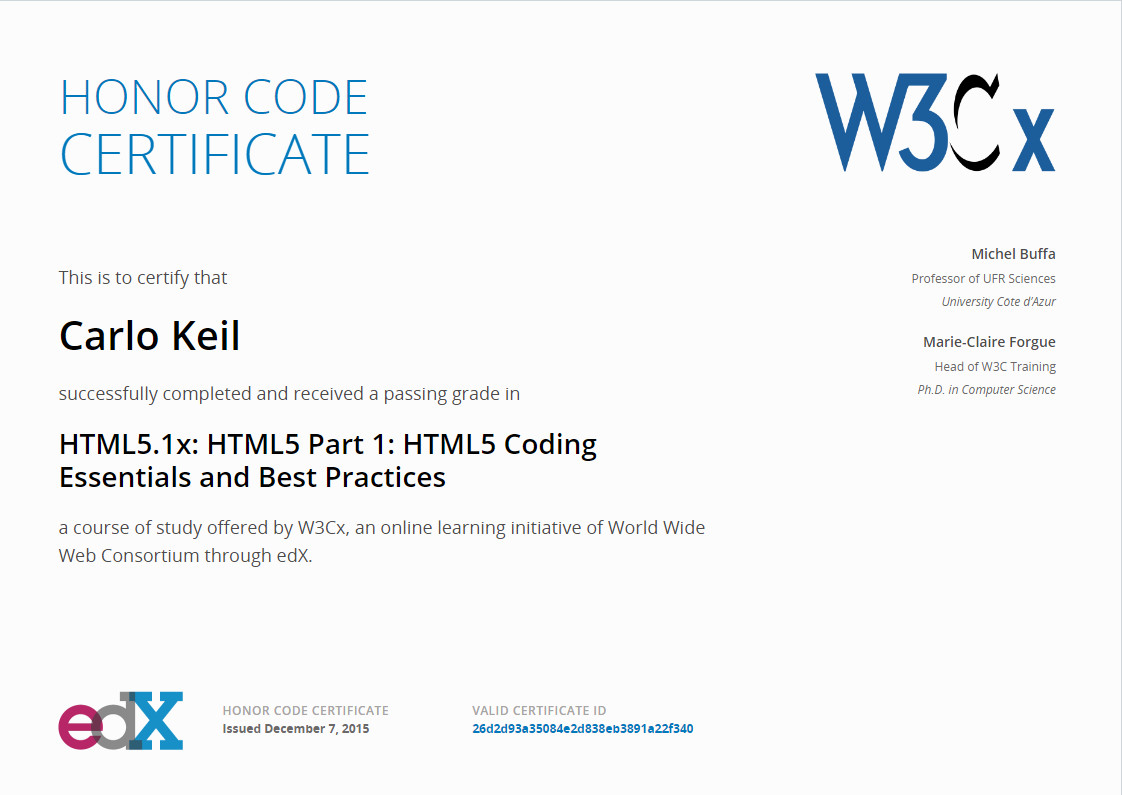 HONOR CODE
CERTIFICATE
W3Cx
Michel Buffa
Professor of UFR Sciences
University Côte d'Azur
Marie-Claire Forgue
Head of W3C Training
Ph.D. in Computer Science
This is to certify that
Carlo Keil
successfully completed and received a passing grade in
HTML5.1x: HTML5 Part 1: HTML5 Coding
Essentials and Best Practices
a course of study offered by W3Cx, an online learning initiative of World Wide
Web Consortium through edX.
edX
HONOR CODE CERTIFICATE
Issued December 7, 2015
VALID CERTIFICATE ID
26d2d93a35084e2d838eb3891a22f340